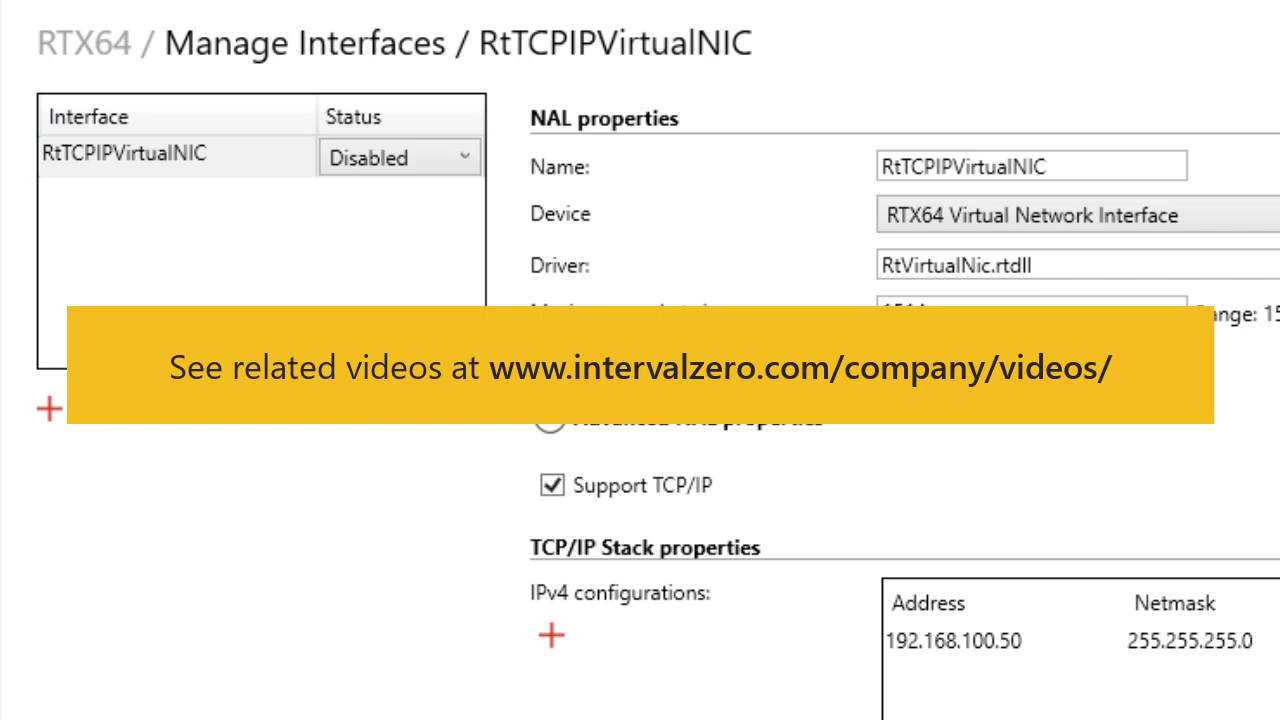 RTX64 / Manage Interfaces / RtTCPIPVirtualNIC
Interface Status
RtTCPIPVirtualNIC Disabled
NAL properties
Name: RtTCPIPVirtualNIC
Device RTX64 Virtual Network Interface
Driver: RtVirtualNic.rtdll
See related videos at www.intervalzero.com/company/videos/
Support TCP/IP
TCP/IP Stack properties
IPv4 configurations:
Address Netmask
192.168.100.50 255.255.255.0